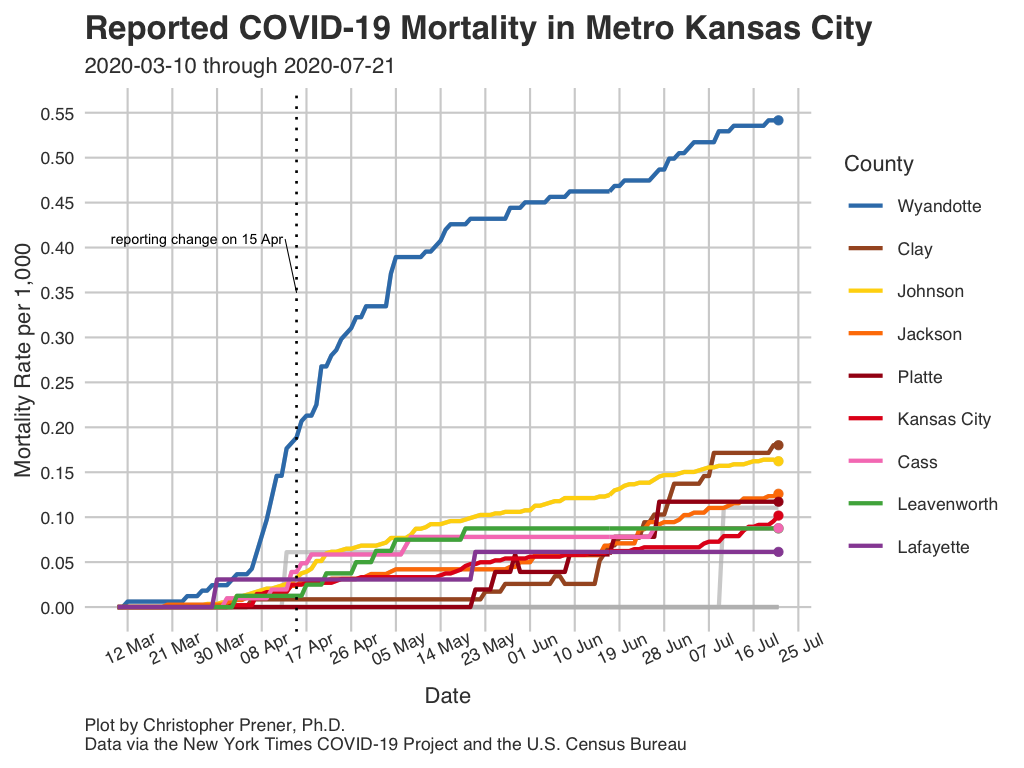 Reported COVID-19 Mortality in Metro Kansas City
2020-03-10 through 2020-07-21
Mortality Rate per 1,000
0.55
0.50
0.45
0.40
0.35
0.30
0.25
0.20
0.15
0.10
0.05
0.00
reporting change on 15 Apr
12 Mar
21 Mar
30 Mar
08 Apr
17 Apr
26 Apr
05 May
14 May
23 May
01 Jun
10 Jun
19 Jun
28 Jun
07 Jul
16 Jul
25 Jul
Date
County
Wyandotte
Clay
Johnson
Jackson
Platte
Kansas City
Cass
Leavenworth
Lafayette
Plot by Christopher Prener, Ph.D.
Data via the New York Times COVID-19 Project and the U.S. Census Bureau